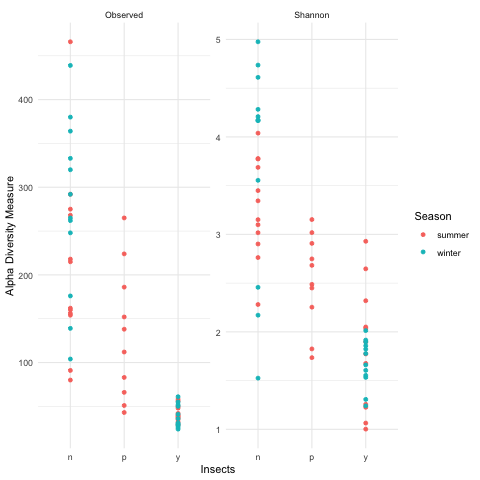 Observed
Shannon
400
300
200
100
5
4
3
2
1
n
p
y
n
p
y
Alpha Diversity Measure
Insects
Season
summer
winter